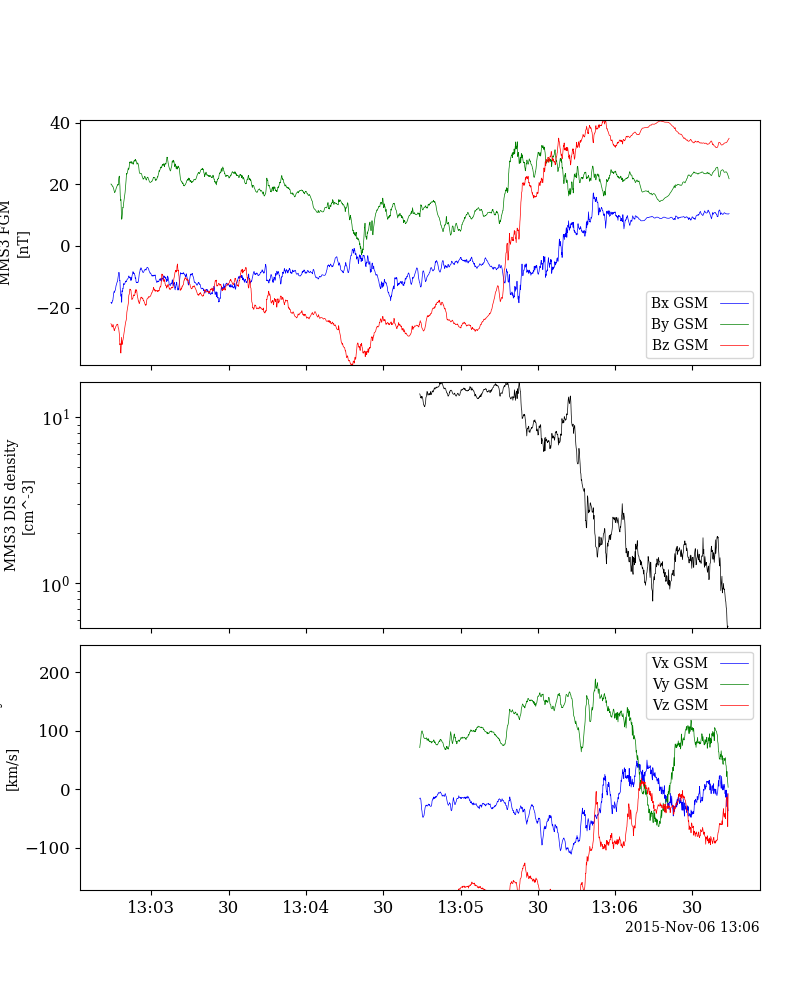 40
20
0
−20
MMS3 FGM
[nT]
Bx GSM
By GSM
Bz GSM
10^1
10^0
MMS3 DIS density
[cm^-3]
200
100
0
−100
[km/s]
Vx GSM
Vy GSM
Vz GSM
13:03 30 13:04 30 13:05 30 13:06 30
2015-Nov-06 13:06